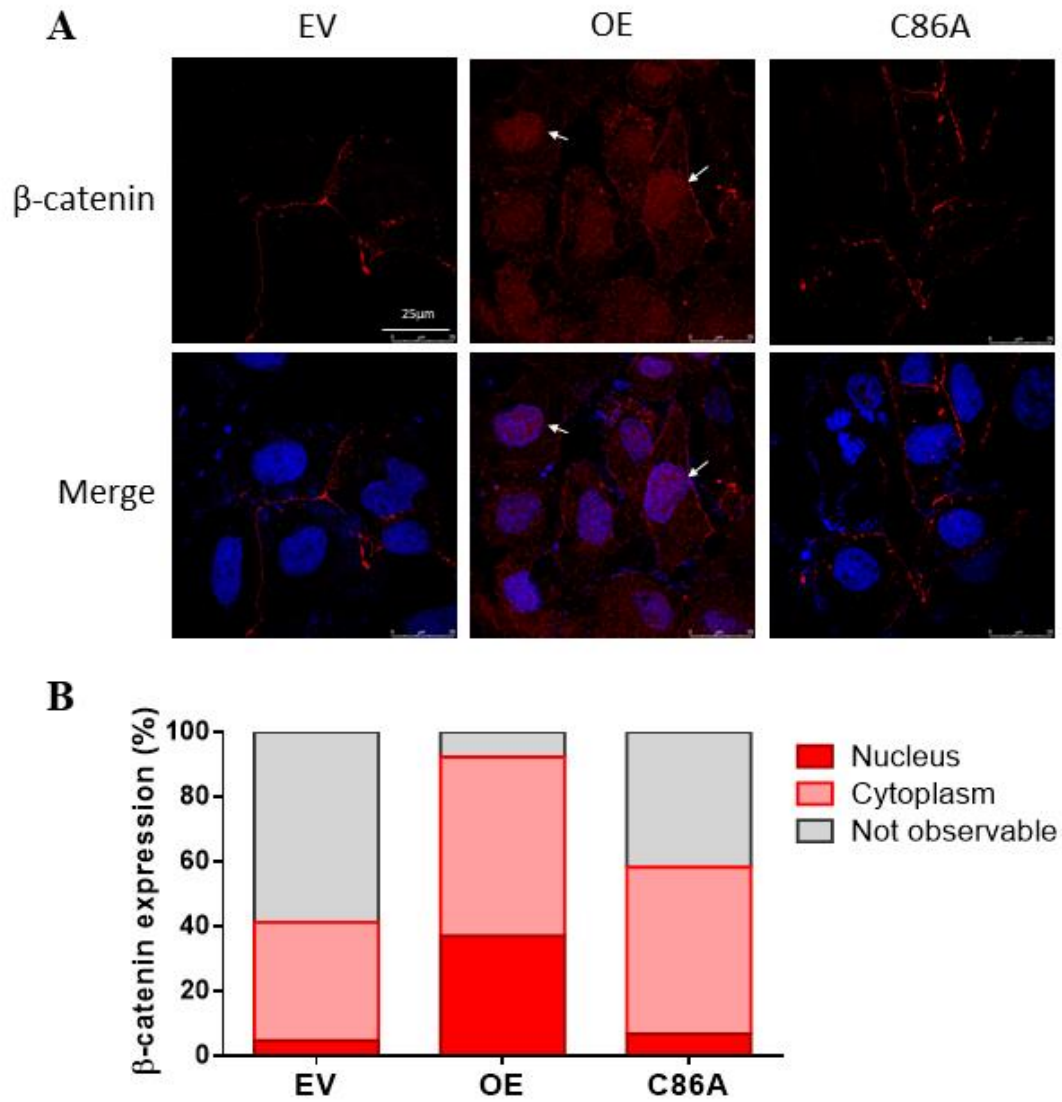 A
EV OE C86A
β-catenin
25μm
Merge
B
β-catenin expression (%)
100
80
60
40
20
0
EV OE C86A
Nucleus
Cytoplasm
Not observable